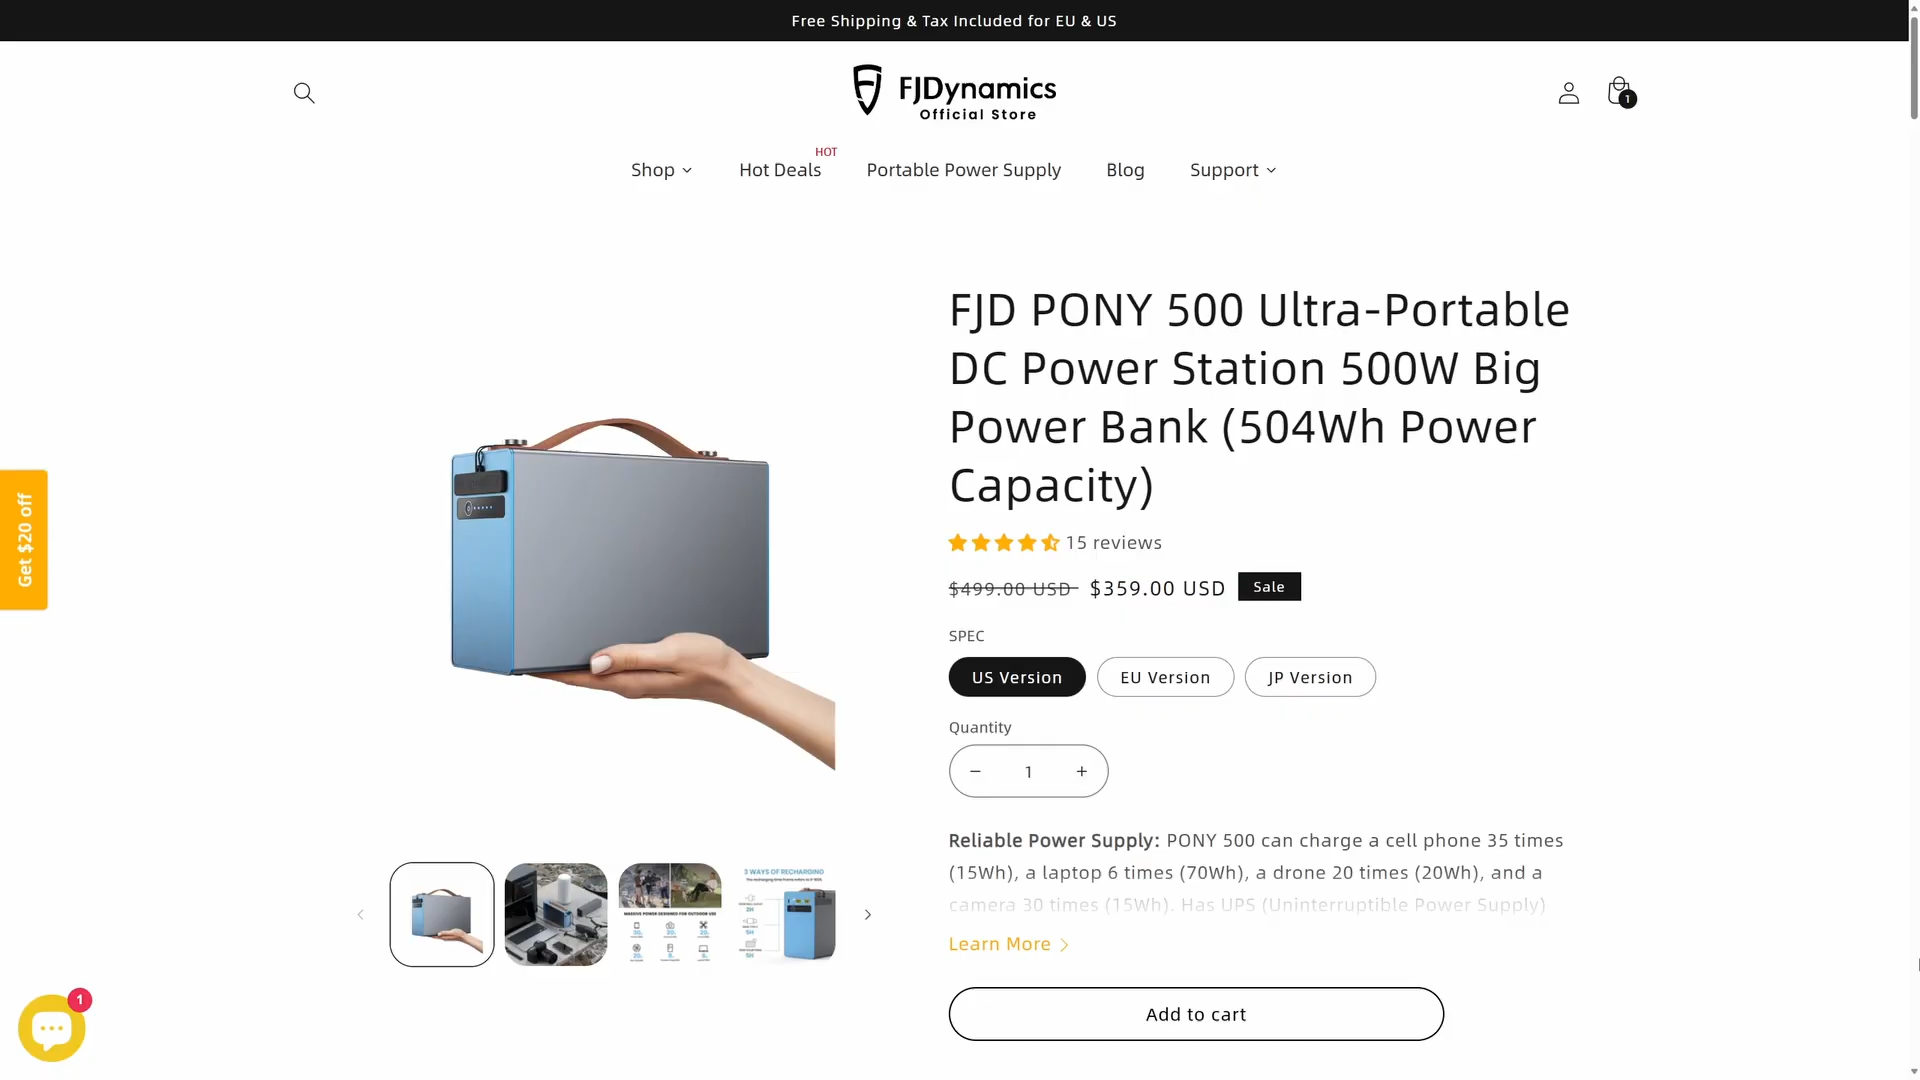 Free Shipping & Tax Included for EU & US
FJDynamics
Official Store
1
HOT
Shop
Hot Deals
Portable Power Supply
Blog
Support
FJD PONY 500 Ultra-Portable
DC Power Station 500W Big
Power Bank (504Wh Power
Capacity)
15 reviews
$499.00 USD
$359.00 USD
Sale
SPEC
US Version
EU Version
JP Version
Quantity
− 1 +
Reliable Power Supply: PONY 500 can charge a cell phone 35 times
(15Wh), a laptop 6 times (70Wh), a drone 20 times (20Wh), and a
camera 30 times (15Wh). Has UPS (Uninterruptible Power Supply)
Learn More
Add to cart
Get $20 off
MASSIVE POWER DESIGNED FOR OUTDOOR USE
3 WAYS OF RECHARGING
1